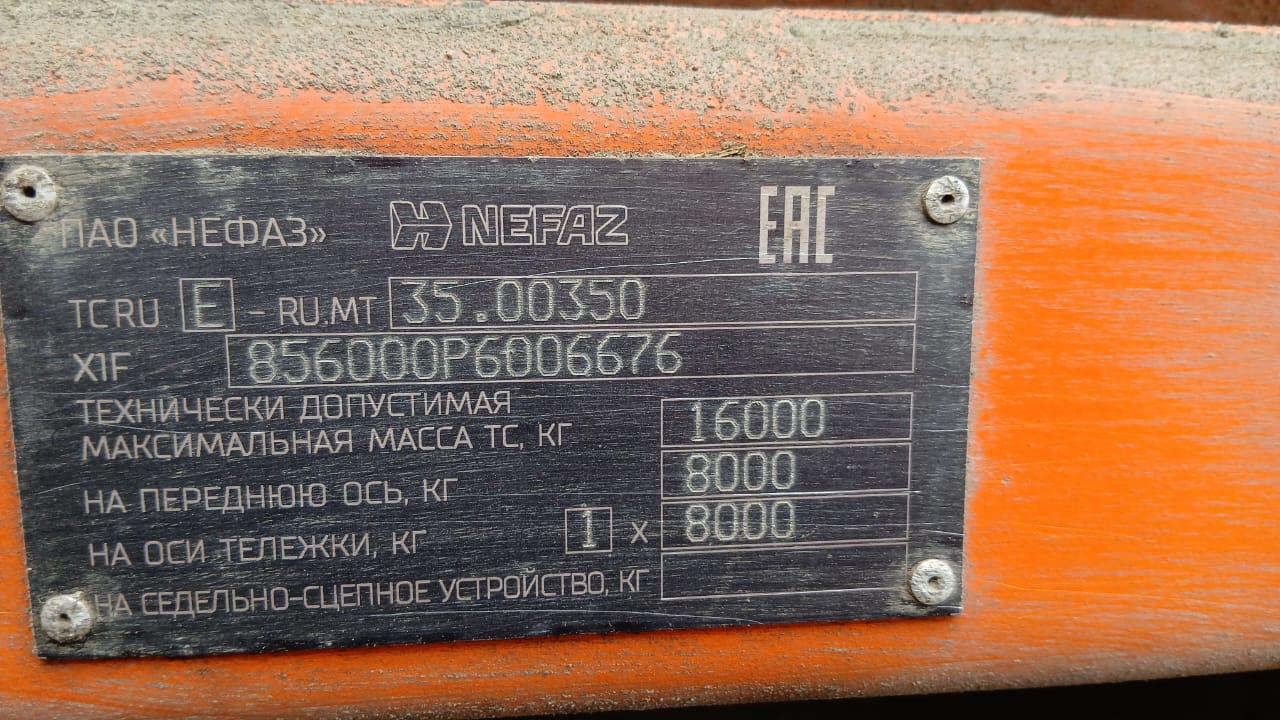 ПАО «НЕФАЗ» NEFAZ EAC
TC RU E – RU.MT 35.00350
X1F 856000P6006676
ТЕХНИЧЕСКИ ДОПУСТИМАЯ
МАКСИМАЛЬНАЯ МАССА ТС, КГ 16000
НА ПЕРЕДНЮЮ ОСЬ, КГ 8000
НА ОСИ ТЕЛЕЖКИ, КГ 1 X 8000
НА СЕДЕЛЬНО-СЦЕПНОЕ УСТРОЙСТВО, КГ